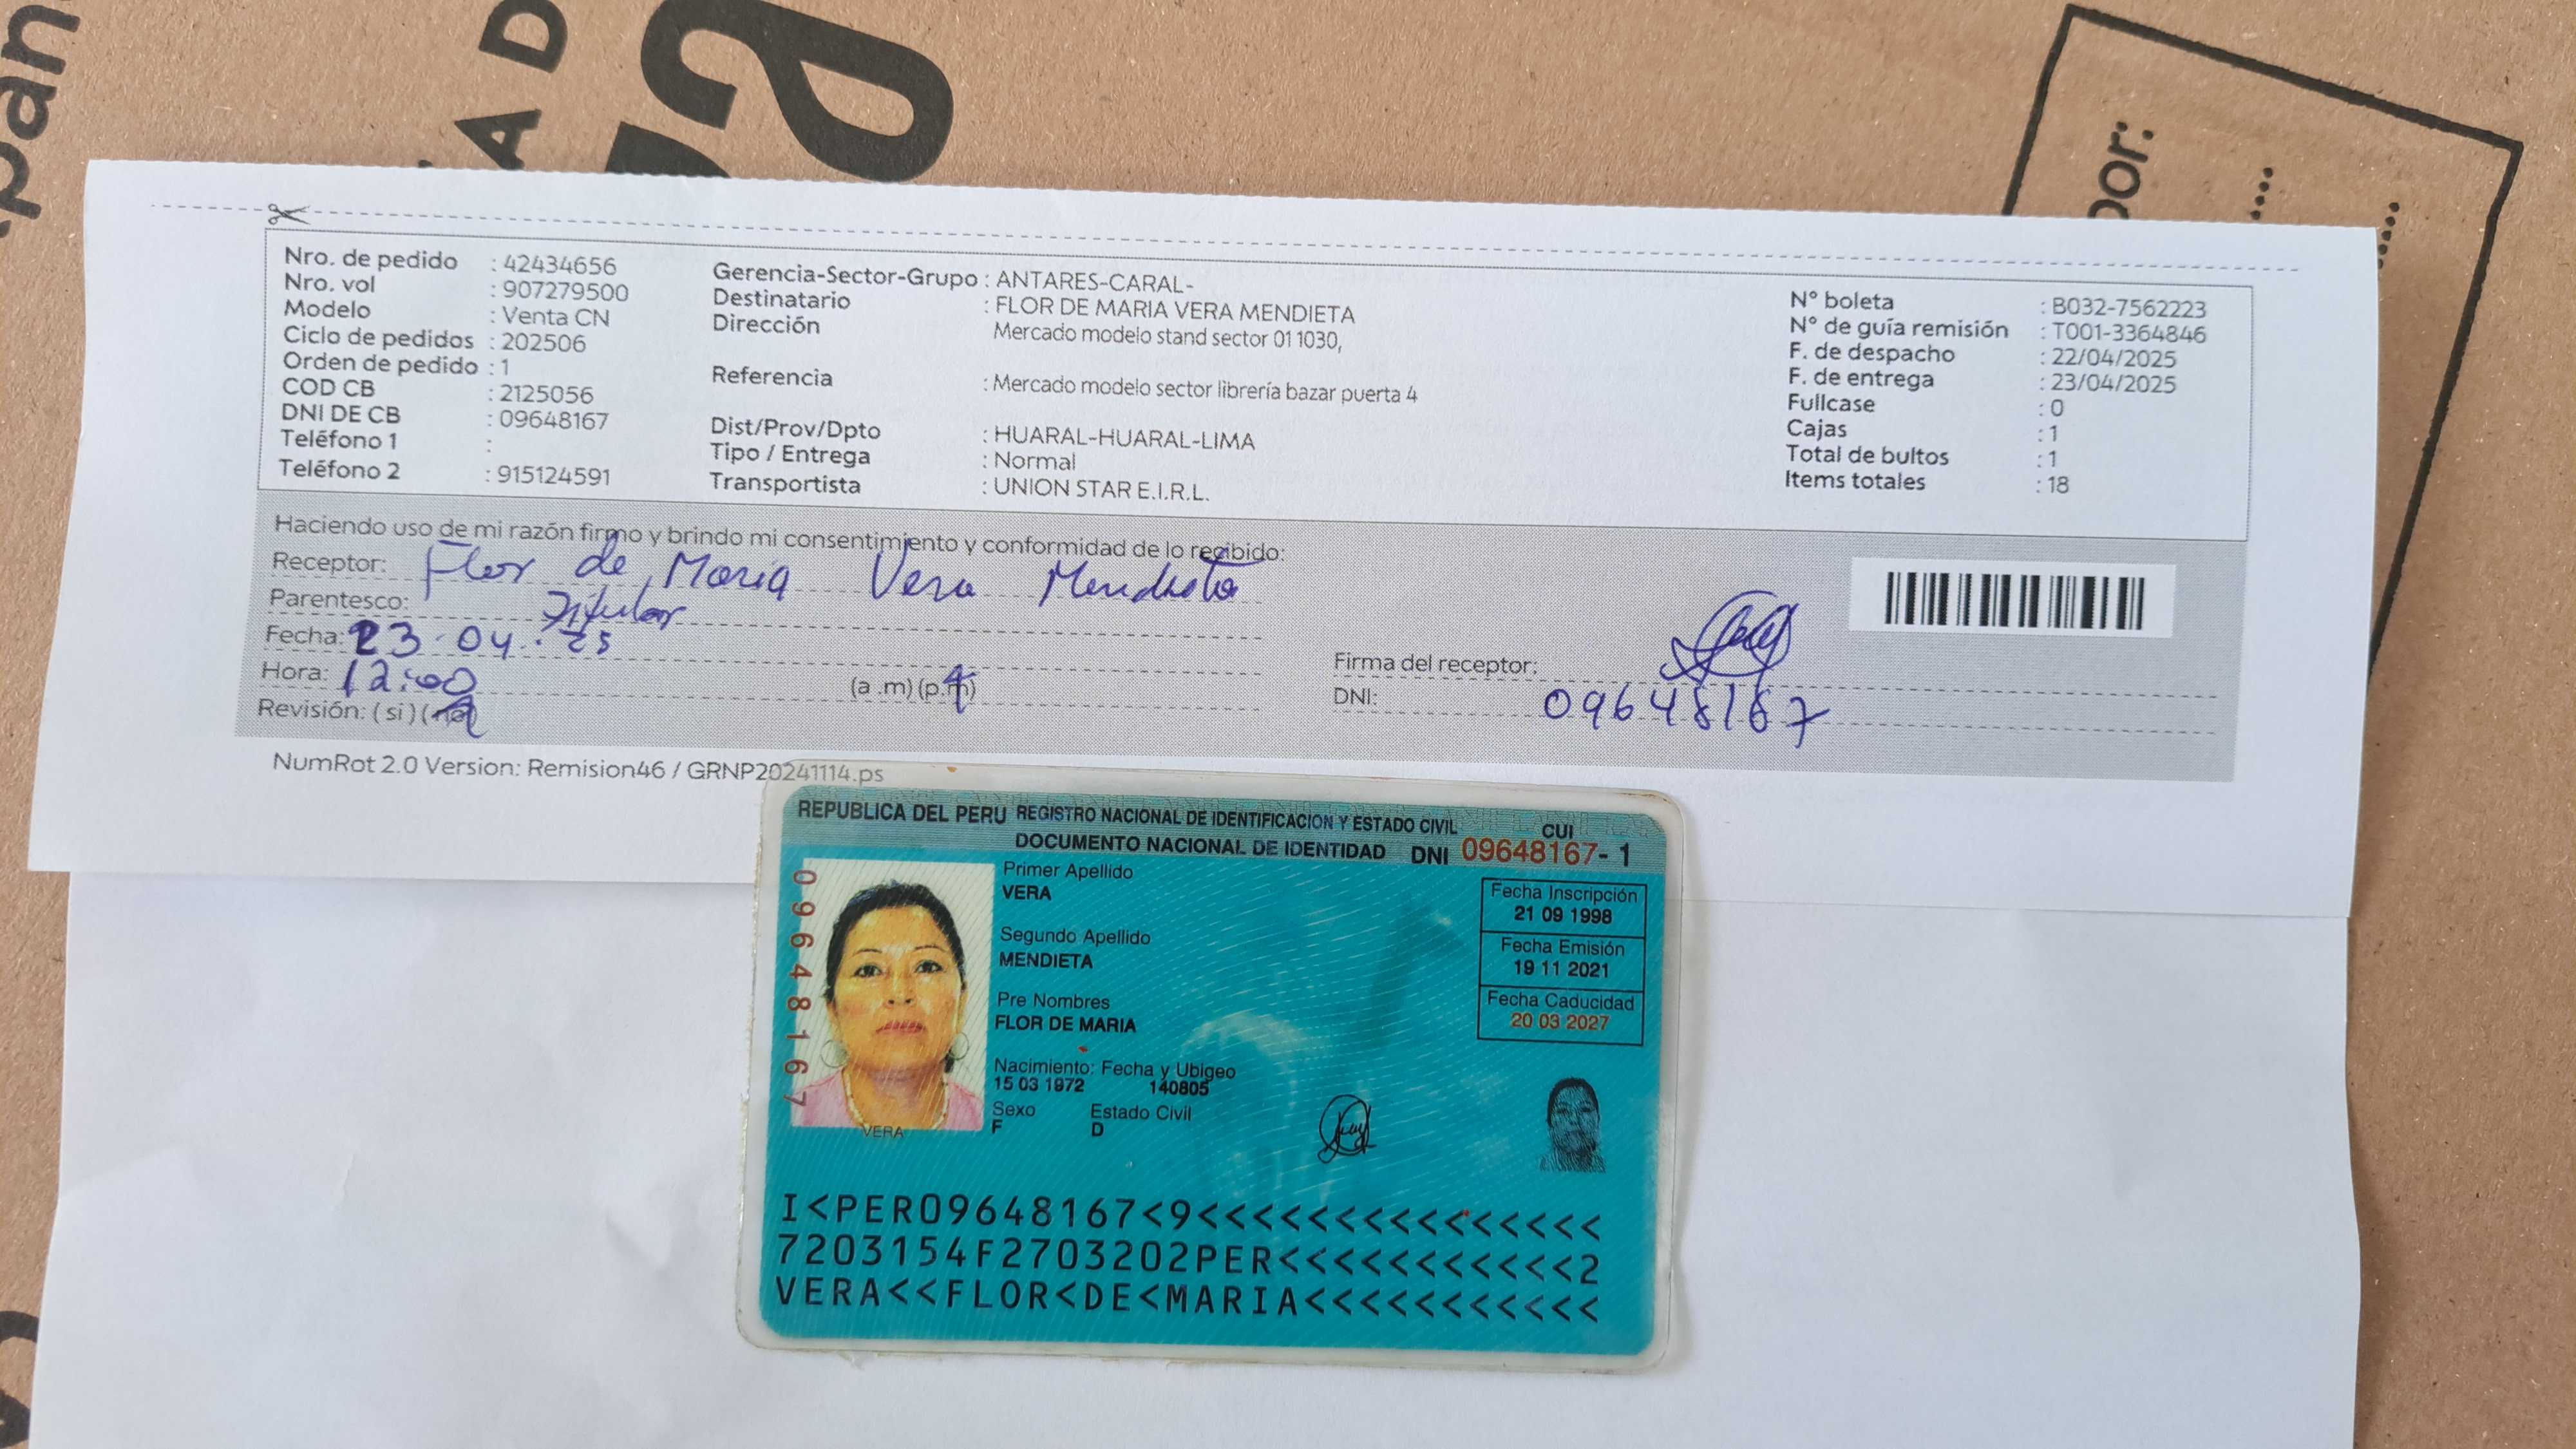 Nro. de pedido : 42434656
Nro. vol : 907279500
Modelo : Venta CN
Ciclo de pedidos : 202506
Orden de pedido : 1
COD CB : 2125056
DNI DE CB : 09648167
Teléfono 1 :
Teléfono 2 : 915124591
Gerencia-Sector-Grupo : ANTARES-CARAL-
Destinatario : FLOR DE MARIA VERA MENDIETA
Dirección Mercado modelo stand sector 01 1030,
Referencia : Mercado modelo sector librería bazar puerta 4
Dist/Prov/Dpto : HUARAL-HUARAL-LIMA
Tipo / Entrega : Normal
Transportista : UNION STAR E.I.R.L.
N° boleta : B032-7562223
N° de guía remisión : T001-3364846
F. de despacho : 22/04/2025
F. de entrega : 23/04/2025
Fullcase : 0
Cajas : 1
Total de bultos : 1
Items totales : 18
Haciendo uso de mi razón firmo y brindo mi consentimiento y conformidad de lo recibido:
Receptor: Flor de Maria Vera Mendieta
Parentesco: Titular
Fecha: 23-04-25
Hora: 12:00 (a .m) (p.m)
Revisión: ( si ) ( no )
Firma del receptor:
DNI: 09648167
NumRot 2.0 Version: Remision46 / GRNP20241114.ps
REPUBLICA DEL PERU REGISTRO NACIONAL DE IDENTIFICACION Y ESTADO CIVIL
CUI
DOCUMENTO NACIONAL DE IDENTIDAD DNI 09648167- 1
09648167
Primer Apellido
VERA
Segundo Apellido
MENDIETA
Pre Nombres
FLOR DE MARIA
Nacimiento: Fecha y Ubigeo
15 03 1972 140805
Sexo Estado Civil
F D
VERA
Fecha Inscripción
21 09 1998
Fecha Emisión
19 11 2021
Fecha Caducidad
20 03 2027
I<PER09648167<9<<<<<<<<<<<<<<<
7203154F2703202PER<<<<<<<<<<<2
VERA<<FLOR<DE<MARIA<<<<<<<<<<<
por: